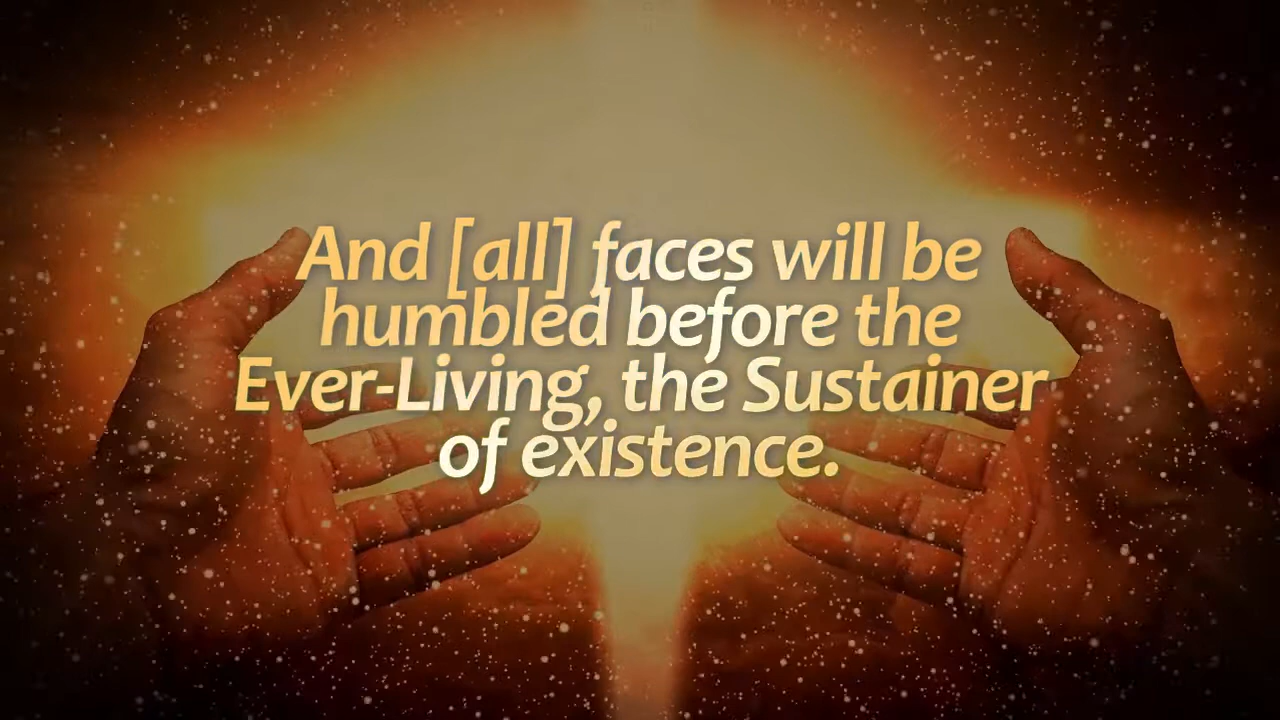 And [all] faces will be
humbled before the
Ever-Living, the Sustainer
of existence.